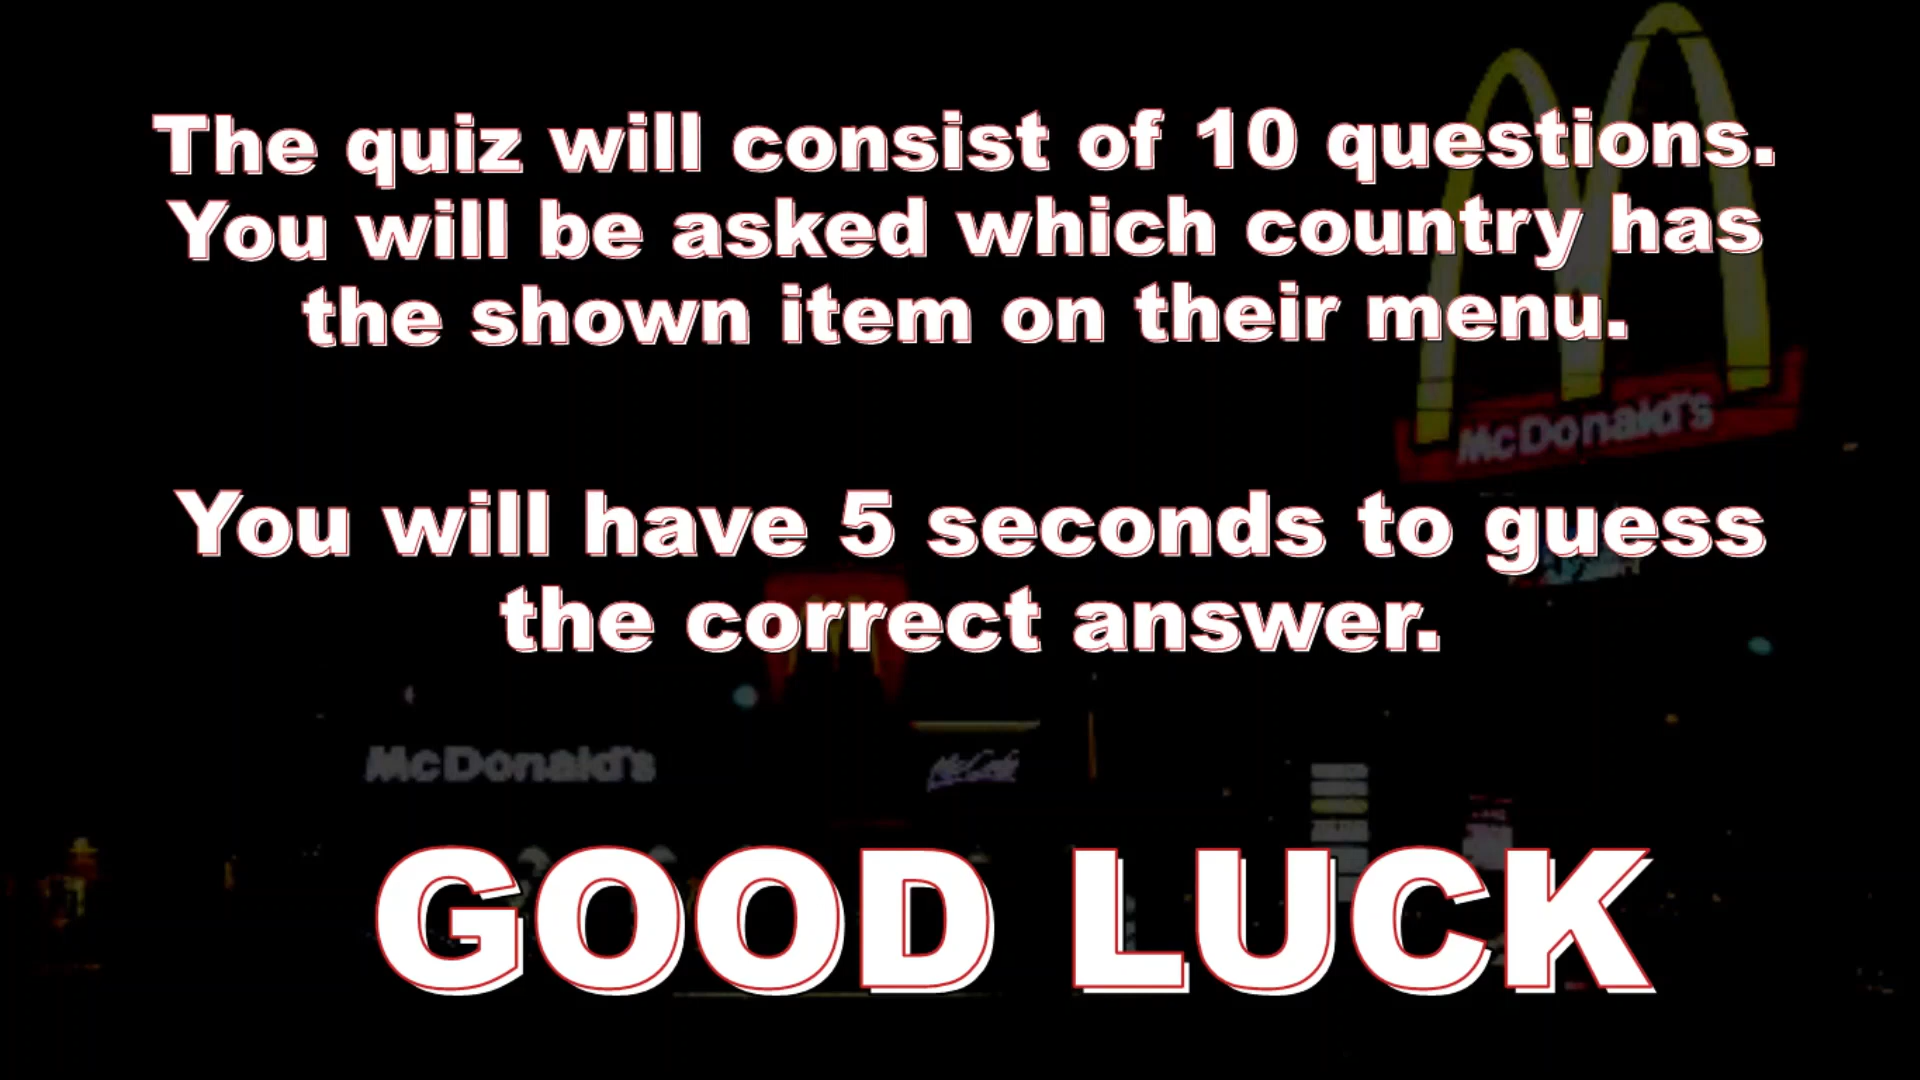 The quiz will consist of 10 questions.
You will be asked which country has
the shown item on their menu.
McDonald's
You will have 5 seconds to guess
the correct answer.
McDonald's
McCafe
GOOD LUCK